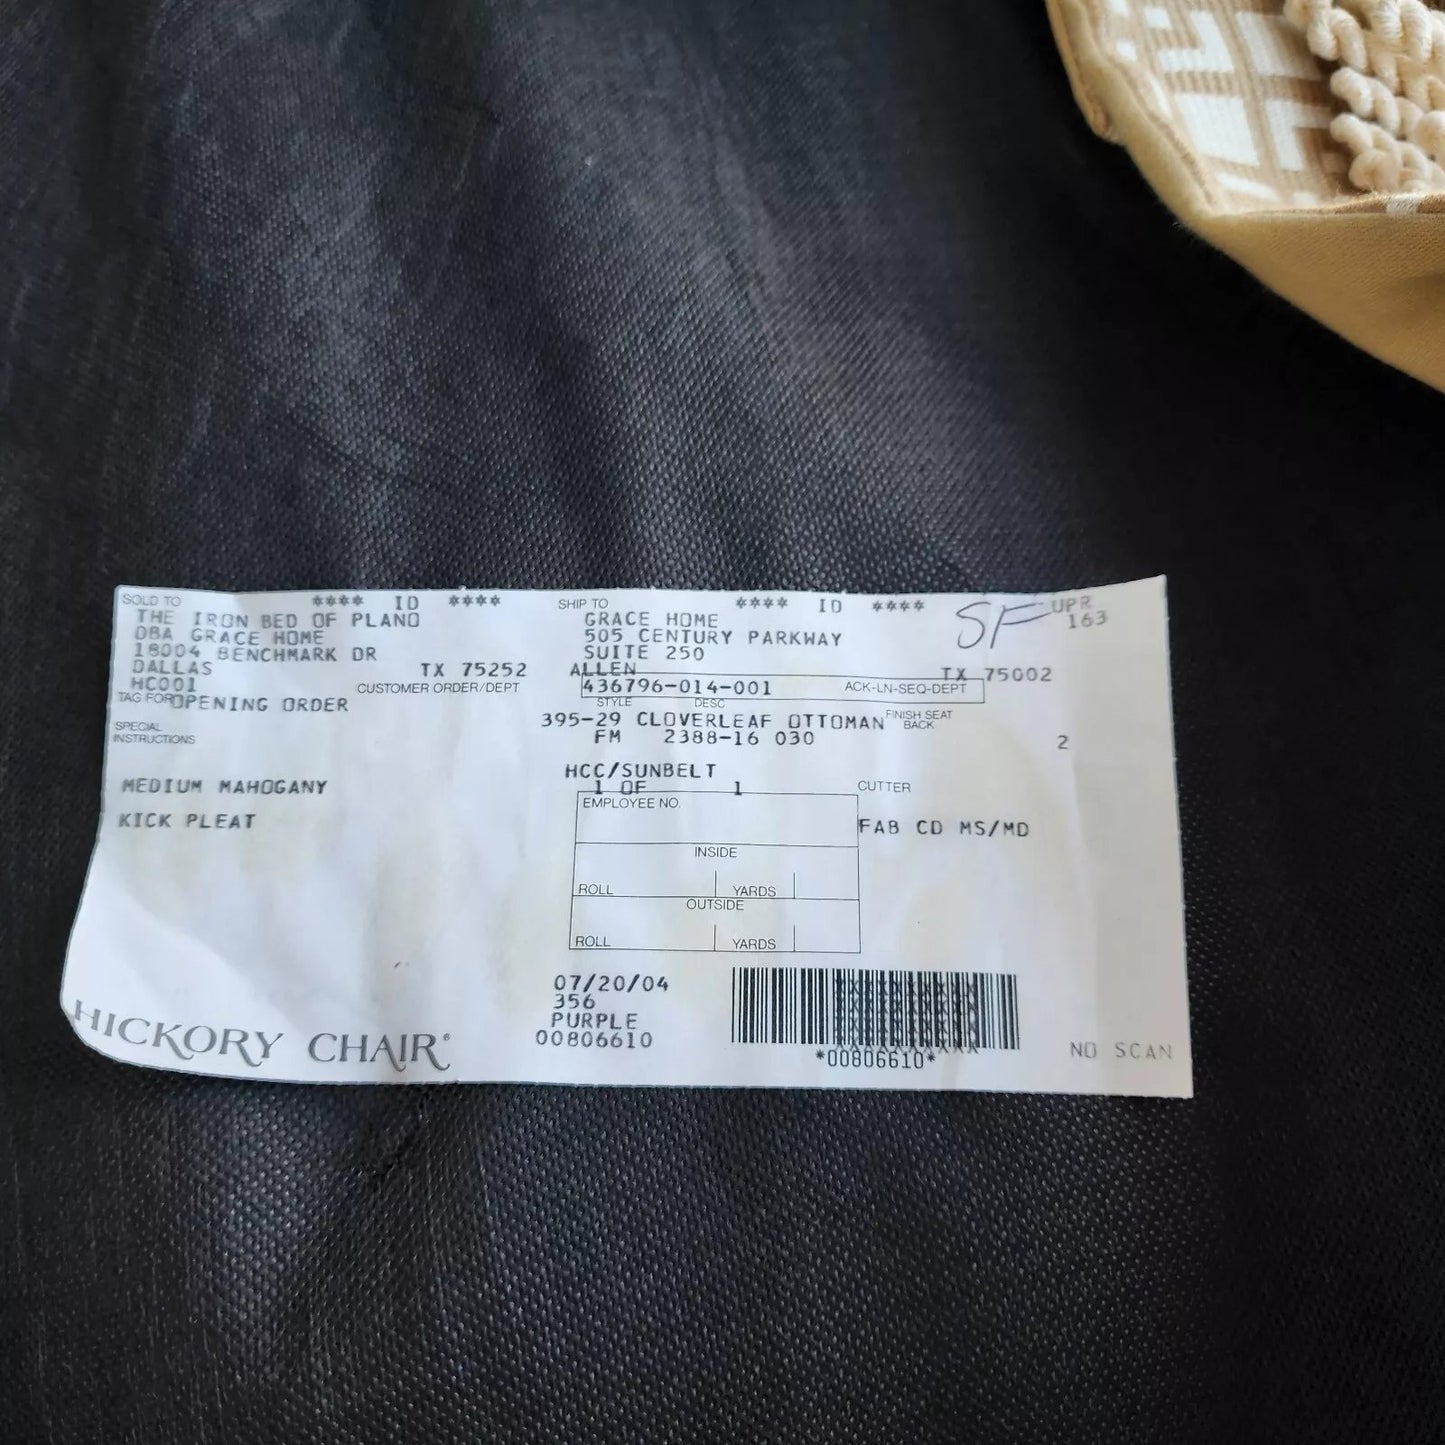 SOLD TO **** ID ****
THE IRON BED OF PLANO
DBA GRACE HOME
18004 BENCHMARK DR
DALLAS TX 75252
HC001 CUSTOMER ORDER/DEPT
TAG FOR OPENING ORDER
SPECIAL
INSTRUCTIONS
MEDIUM MAHOGANY
KICK PLEAT
SHIP TO **** ID ****
GRACE HOME
505 CENTURY PARKWAY
SUITE 250
ALLEN TX 75002
SF UPR
163
436796-014-001 ACK-LN-SEQ-DEPT
STYLE DESC
395-29 CLOVERLEAF OTTOMAN FINISH SEAT
BACK
FM 2388-16 030 2
HCC/SUNBELT
1 OF 1 CUTTER
EMPLOYEE NO.
FAB CD MS/MD
INSIDE
ROLL YARDS
OUTSIDE
ROLL YARDS
07/20/04
356
PURPLE
00806610
*00806610*
NO SCAN
HICKORY CHAIR®